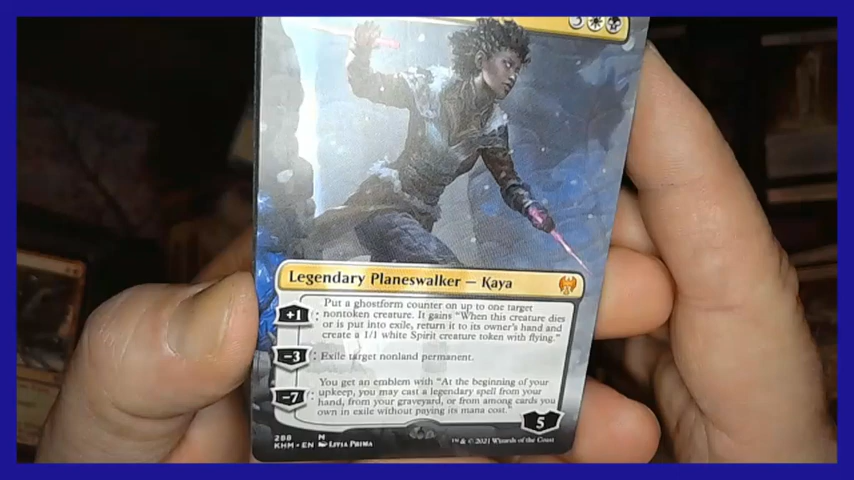 3
Legendary Planeswalker — Kaya
+1: Put a ghostform counter on up to one target
nontoken creature. It gains “When this creature dies
or is put into exile, return it to its owner’s hand and
create a 1/1 white Spirit creature token with flying.”
−3: Exile target nonland permanent.
You get an emblem with “At the beginning of your
−7: upkeep, you may cast a legendary spell from your
hand, from your graveyard, or from among cards you
own in exile without paying its mana cost.”
5
288 M
KHM • EN Livia Prima
™ & © 2021 Wizards of the Coast